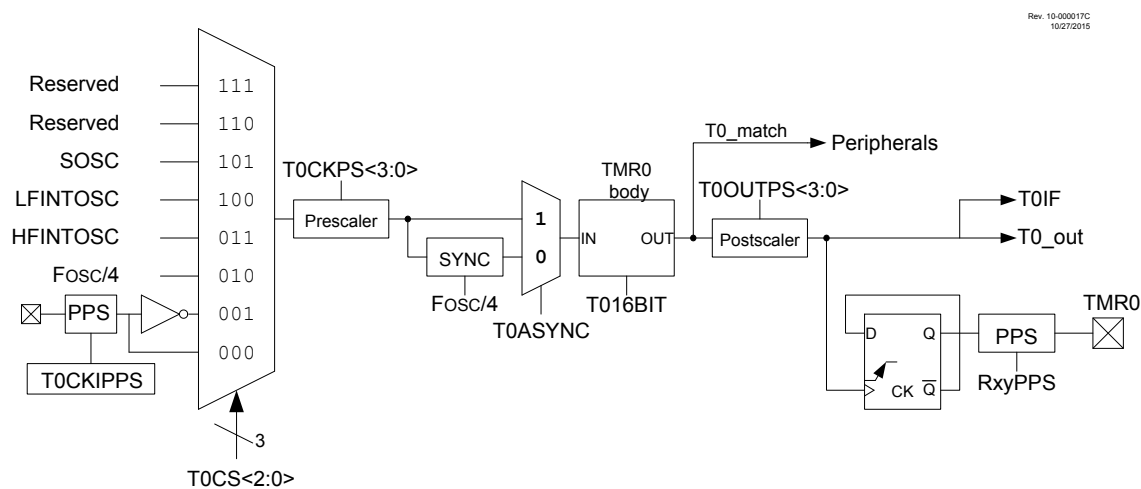 Rev. 10-000017C
10/27/2015
Reserved
111
Reserved
110
SOSC
101
LFINTOSC
100
HFINTOSC
011
FOSC/4
010
PPS
001
000
T0CKIPPS
3
T0CS<2:0>
T0CKPS<3:0>
Prescaler
SYNC
FOSC/4
1
0
T0ASYNC
TMR0
body
IN
OUT
T016BIT
T0_match
Peripherals
T0OUTPS<3:0>
Postscaler
T0IF
T0_out
D
Q
CK
Q
PPS
RxyPPS
TMR0